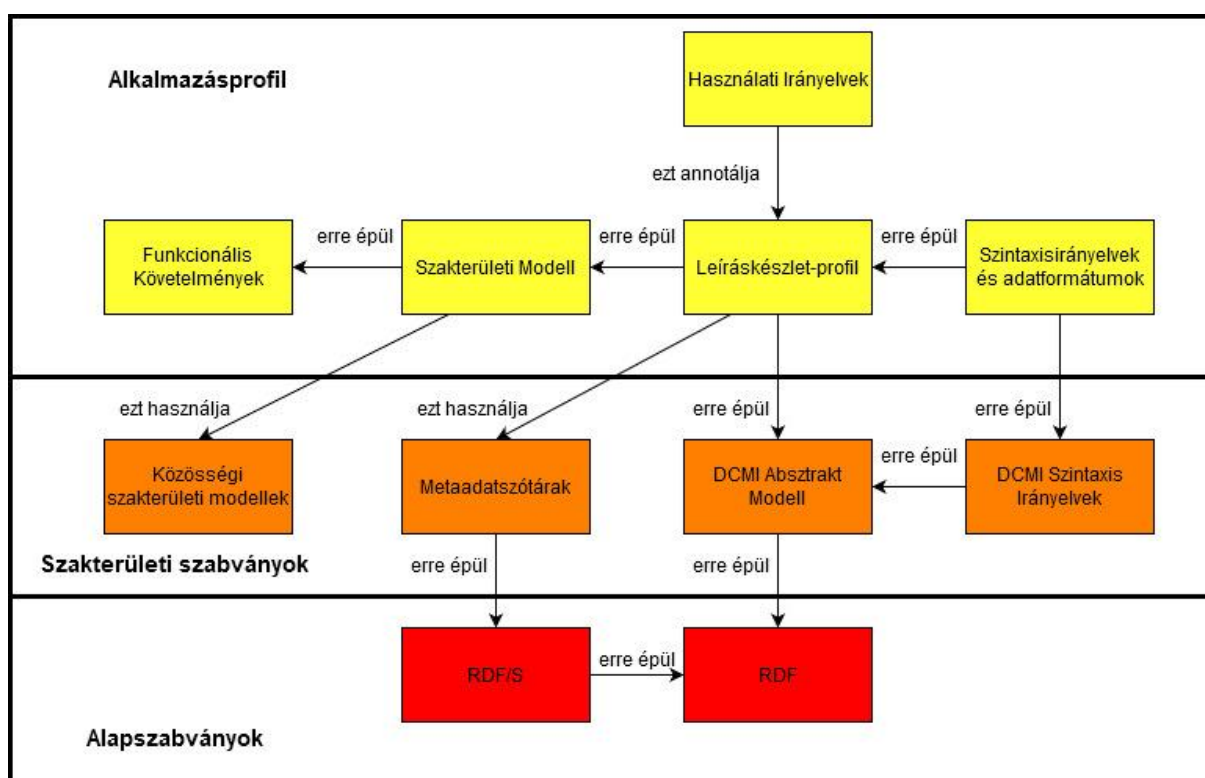 Alkalmazásprofil
Használati Irányelvek
ezt annotálja
Funkcionális
Követelmények
erre épül
Szakterületi Modell
erre épül
Leíráskészlet-profil
erre épül
Szintaxisirányelvek
és adatformátumok
ezt használja
ezt használja
erre épül
erre épül
Közösségi
szakterületi modellek
Metaadatszótárak
DCMI Absztrakt
Modell
erre épül
DCMI Szintaxis
Irányelvek
Szakterületi szabványok
erre épül
erre épül
RDF/S
erre épül
RDF
Alapszabványok